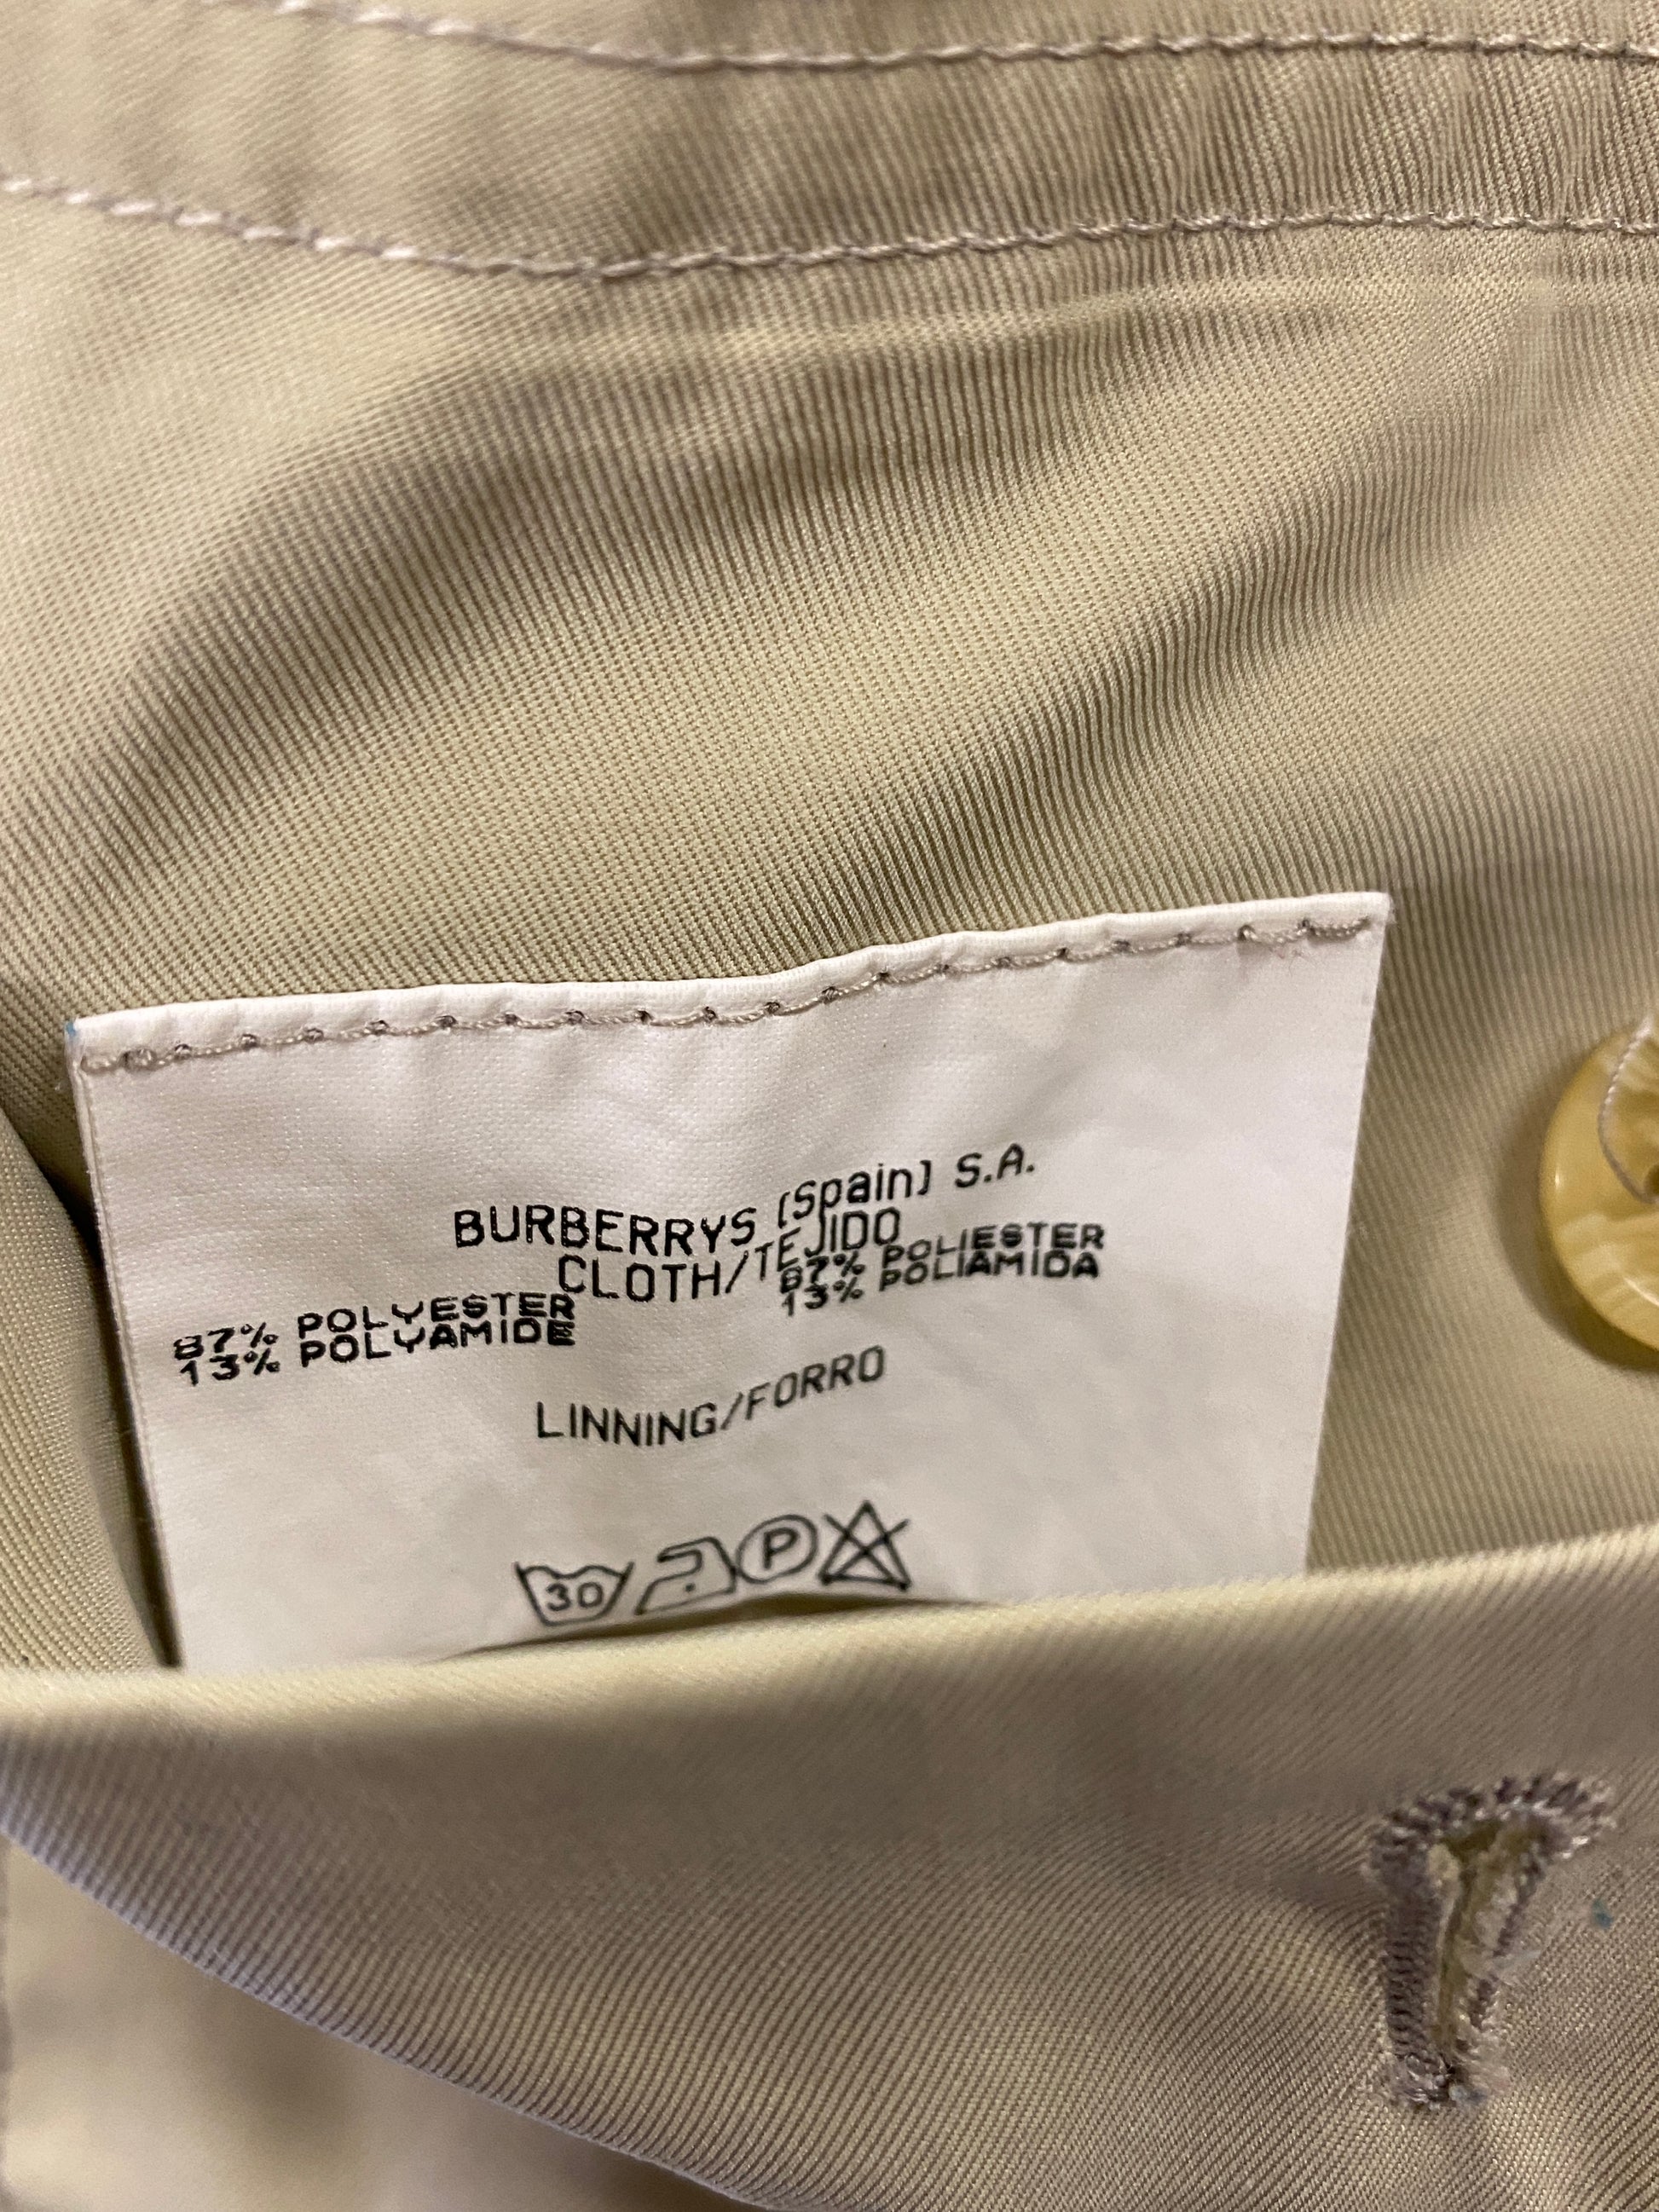 BURBERRYS (Spain) S.A.
CLOTH/TEJIDO
87% POLYESTER 87% POLIESTER
13% POLYAMIDE 13% POLIAMIDA
LINNING/FORRO
30 P